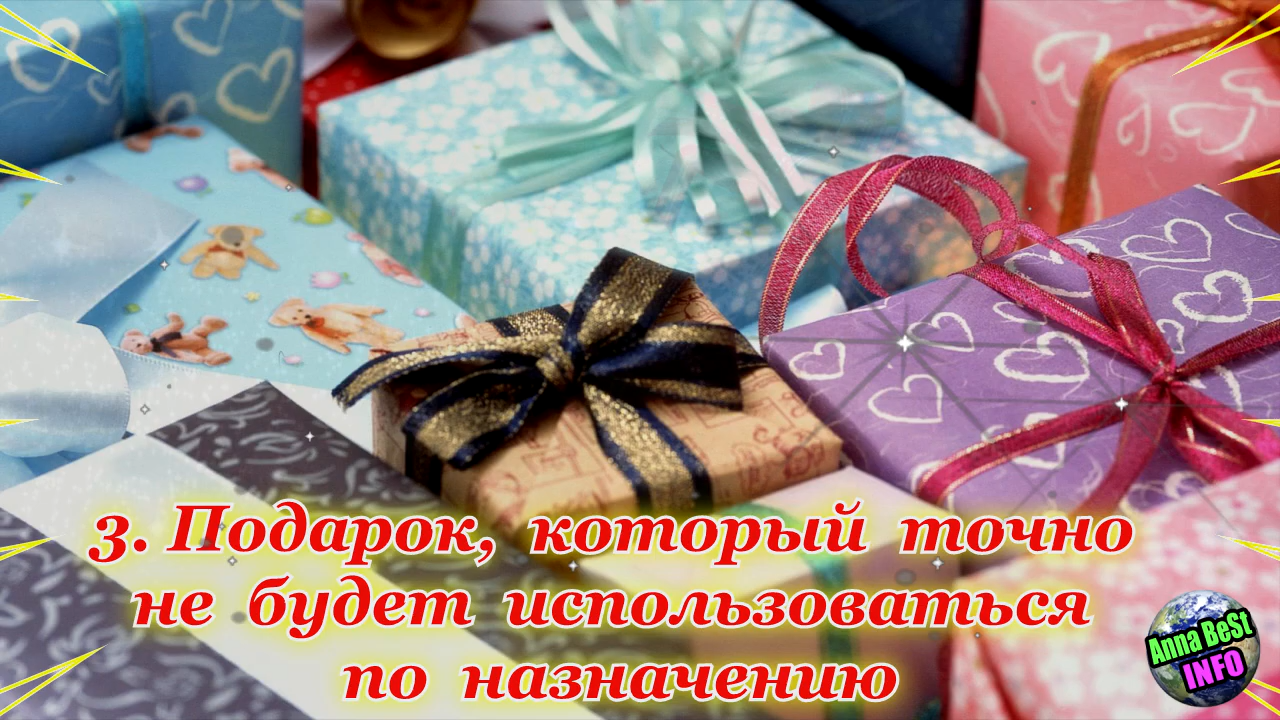 3. Подарок, который точно
не будет использоваться
по назначению
Anna BeSt
INFO